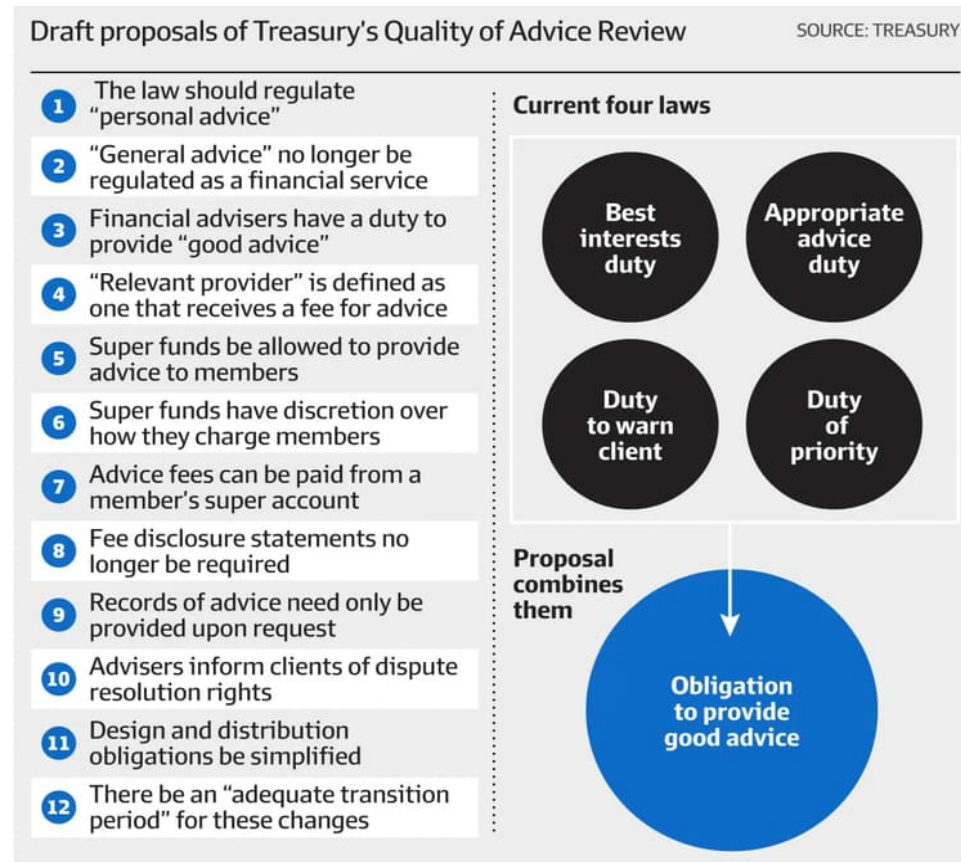 Draft proposals of Treasury's Quality of Advice Review
SOURCE: TREASURY
1
The law should regulate
“personal advice”
2
“General advice” no longer be
regulated as a financial service
3
Financial advisers have a duty to
provide “good advice”
4
“Relevant provider” is defined as
one that receives a fee for advice
5
Super funds be allowed to provide
advice to members
6
Super funds have discretion over
how they charge members
7
Advice fees can be paid from a
member's super account
8
Fee disclosure statements no
longer be required
9
Records of advice need only be
provided upon request
10
Advisers inform clients of dispute
resolution rights
11
Design and distribution
obligations be simplified
12
There be an “adequate transition
period” for these changes
Current four laws
Best
interests
duty
Appropriate
advice
duty
Duty
to warn
client
Duty
of
priority
Proposal
combines
them
Obligation
to provide
good advice